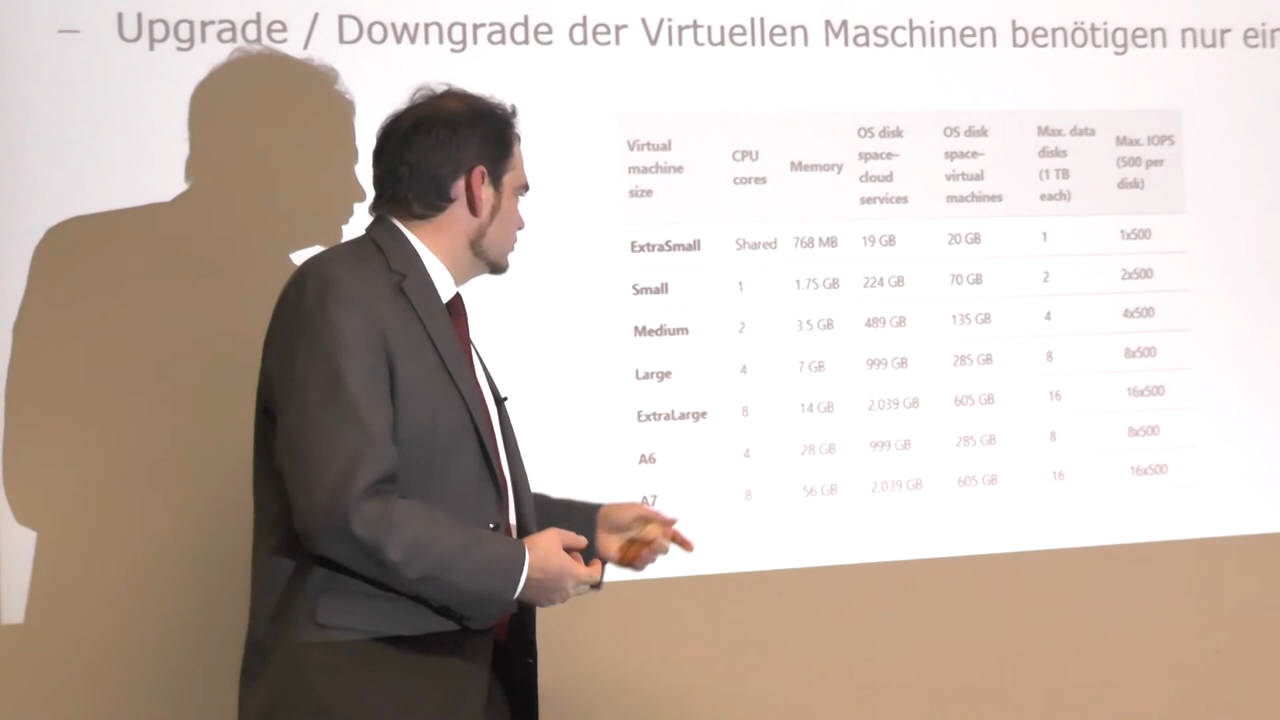 – Upgrade / Downgrade der Virtuellen Maschinen benötigen nur ein
Virtual machine size CPU cores Memory OS disk space– cloud services OS disk space– virtual machines Max. data disks (1 TB each) Max. IOPS (500 per disk)
ExtraSmall Shared 768 MB 19 GB 20 GB 1 1x500
Small 1 1.75 GB 224 GB 70 GB 2 2x500
Medium 2 3.5 GB 489 GB 135 GB 4 4x500
Large 4 7 GB 999 GB 285 GB 8 8x500
ExtraLarge 8 14 GB 2.039 GB 605 GB 16 16x500
A6 4 28 GB 999 GB 285 GB 8 8x500
A7 8 56 GB 2.039 GB 605 GB 16 16x500